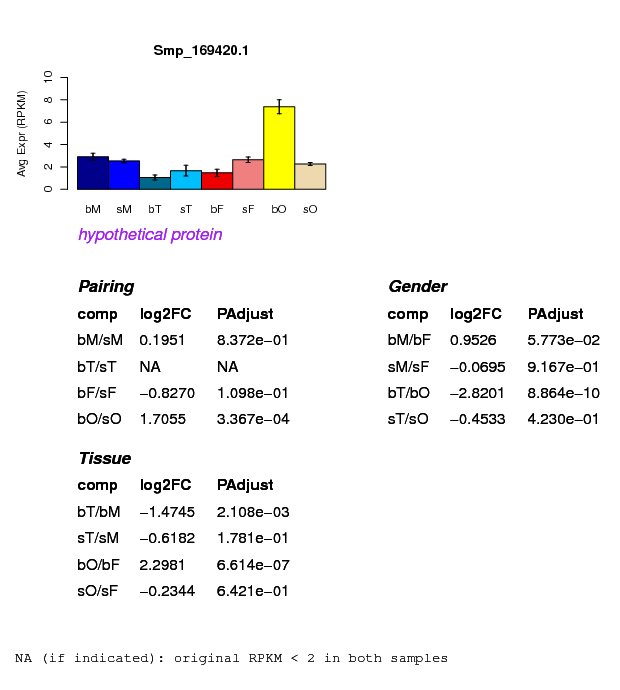 Smp_169420.1
Avg Expr (RPKM)
10
8
6
4
2
0
bM sM bT sT bF sF bO sO
hypothetical protein
Pairing
comp log2FC PAdjust
bM/sM 0.1951 8.372e−01
bT/sT NA NA
bF/sF −0.8270 1.098e−01
bO/sO 1.7055 3.367e−04
Gender
comp log2FC PAdjust
bM/bF 0.9526 5.773e−02
sM/sF −0.0695 9.167e−01
bT/bO −2.8201 8.864e−10
sT/sO −0.4533 4.230e−01
Tissue
comp log2FC PAdjust
bT/bM −1.4745 2.108e−03
sT/sM −0.6182 1.781e−01
bO/bF 2.2981 6.614e−07
sO/sF −0.2344 6.421e−01
NA (if indicated): original RPKM < 2 in both samples